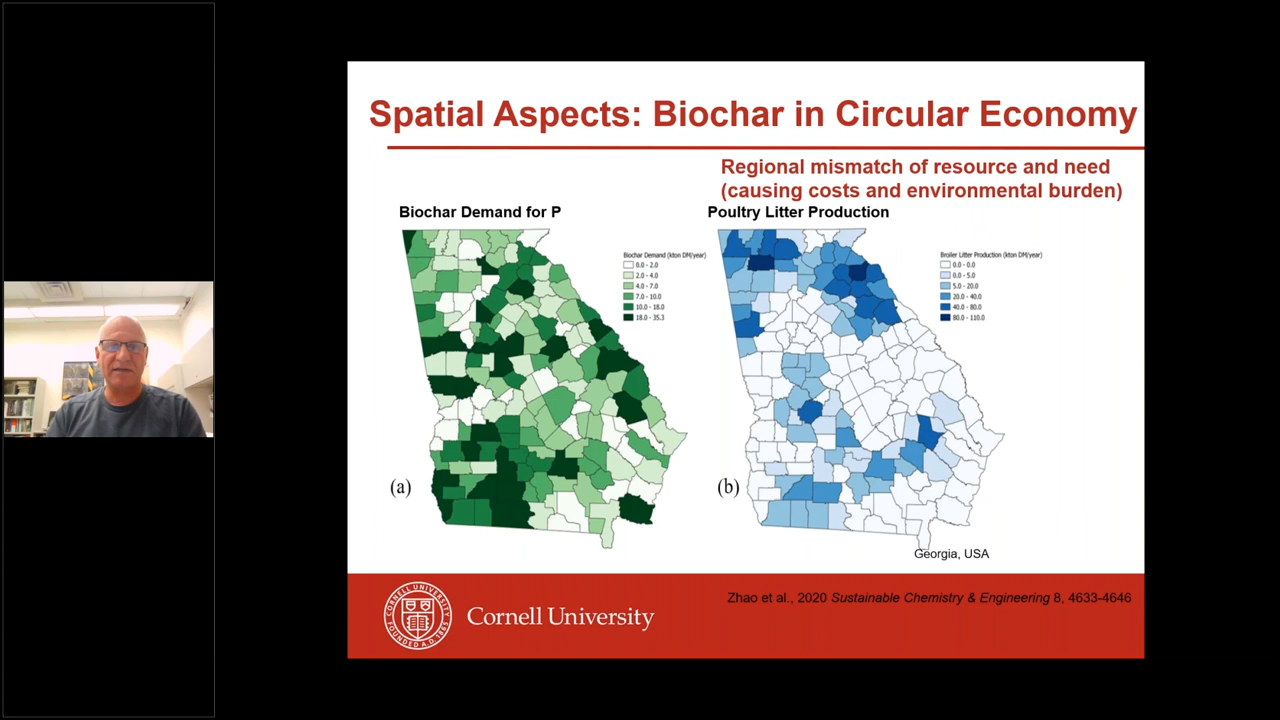 Spatial Aspects: Biochar in Circular Economy
Regional mismatch of resource and need
(causing costs and environmental burden)
Biochar Demand for P
Poultry Litter Production
Biochar Demand (kton DM/year)
0.0 - 2.0
2.0 - 4.0
4.0 - 7.0
7.0 - 10.0
10.0 - 18.0
18.0 - 35.3
Broiler Litter Production (kton DM/year)
0.0 - 0.0
0.0 - 5.0
5.0 - 20.0
20.0 - 40.0
40.0 - 80.0
80.0 - 110.0
(a)
(b)
Georgia, USA
Zhao et al., 2020 Sustainable Chemistry & Engineering 8, 4633-4646
CORNELL UNIVERSITY
FOUNDED A.D. 1865
Cornell University